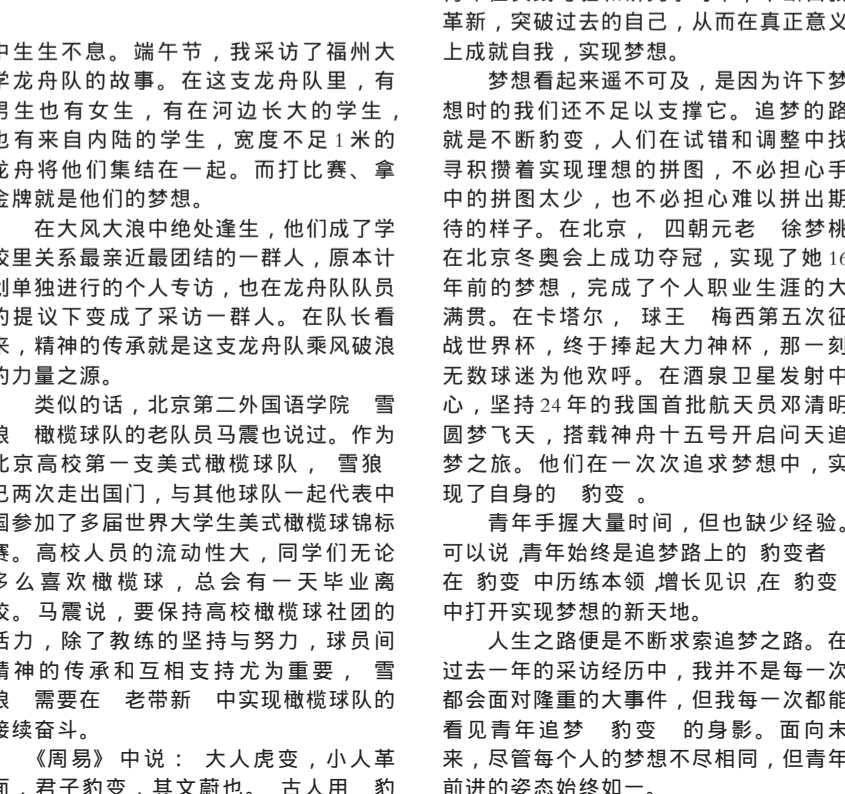 中生生不息。端午节，我采访了福州大
学龙舟队的故事。在这支龙舟队里，有
男生也有女生，有在河边长大的学生，
也有来自内陆的学生，宽度不足1米的
龙舟将他们集结在一起。而打比赛、拿
金牌就是他们的梦想。
在大风大浪中绝处逢生，他们成了学
校里关系最亲近最团结的一群人，原本计
划单独进行的个人专访，也在龙舟队队员
的提议下变成了采访一群人。在队长看
来，精神的传承就是这支龙舟队乘风破浪
的力量之源。
类似的话，北京第二外国语学院 雪
狼 橄榄球队的老队员马震也说过。作为
北京高校第一支美式橄榄球队， 雪狼
已两次走出国门，与其他球队一起代表中
国参加了多届世界大学生美式橄榄球锦标
赛。高校人员的流动性大，同学们无论
多么喜欢橄榄球，总会有一天毕业离
校。马震说，要保持高校橄榄球社团的
活力，除了教练的坚持与努力，球员间
精神的传承和互相支持尤为重要， 雪
狼 需要在 老带新 中实现橄榄球队的
接续奋斗。
《周易》中说： 大人虎变，小人革
面，君子豹变，其文蔚也。 古人用 豹
革新，突破过去的自己，从而在真正意义
上成就自我，实现梦想。
梦想看起来遥不可及，是因为许下梦
想时的我们还不足以支撑它。追梦的路
就是不断豹变，人们在试错和调整中找
寻积攒着实现理想的拼图，不必担心手
中的拼图太少，也不必担心难以拼出期
待的样子。在北京， 四朝元老 徐梦桃
在北京冬奥会上成功夺冠，实现了她16
年前的梦想，完成了个人职业生涯的大
满贯。在卡塔尔， 球王 梅西第五次征
战世界杯，终于捧起大力神杯，那一刻
无数球迷为他欢呼。在酒泉卫星发射中
心，坚持24年的我国首批航天员邓清明
圆梦飞天，搭载神舟十五号开启问天追
梦之旅。他们在一次次追求梦想中，实
现了自身的 豹变 。
青年手握大量时间，但也缺少经验。
可以说，青年始终是追梦路上的 豹变者
在 豹变 中历练本领，增长见识，在 豹变
中打开实现梦想的新天地。
人生之路便是不断求索追梦之路。在
过去一年的采访经历中，我并不是每一次
都会面对隆重的大事件，但我每一次都能
看见青年追梦 豹变 的身影。面向未
来，尽管每个人的梦想不尽相同，但青年
前进的姿态始终如一。